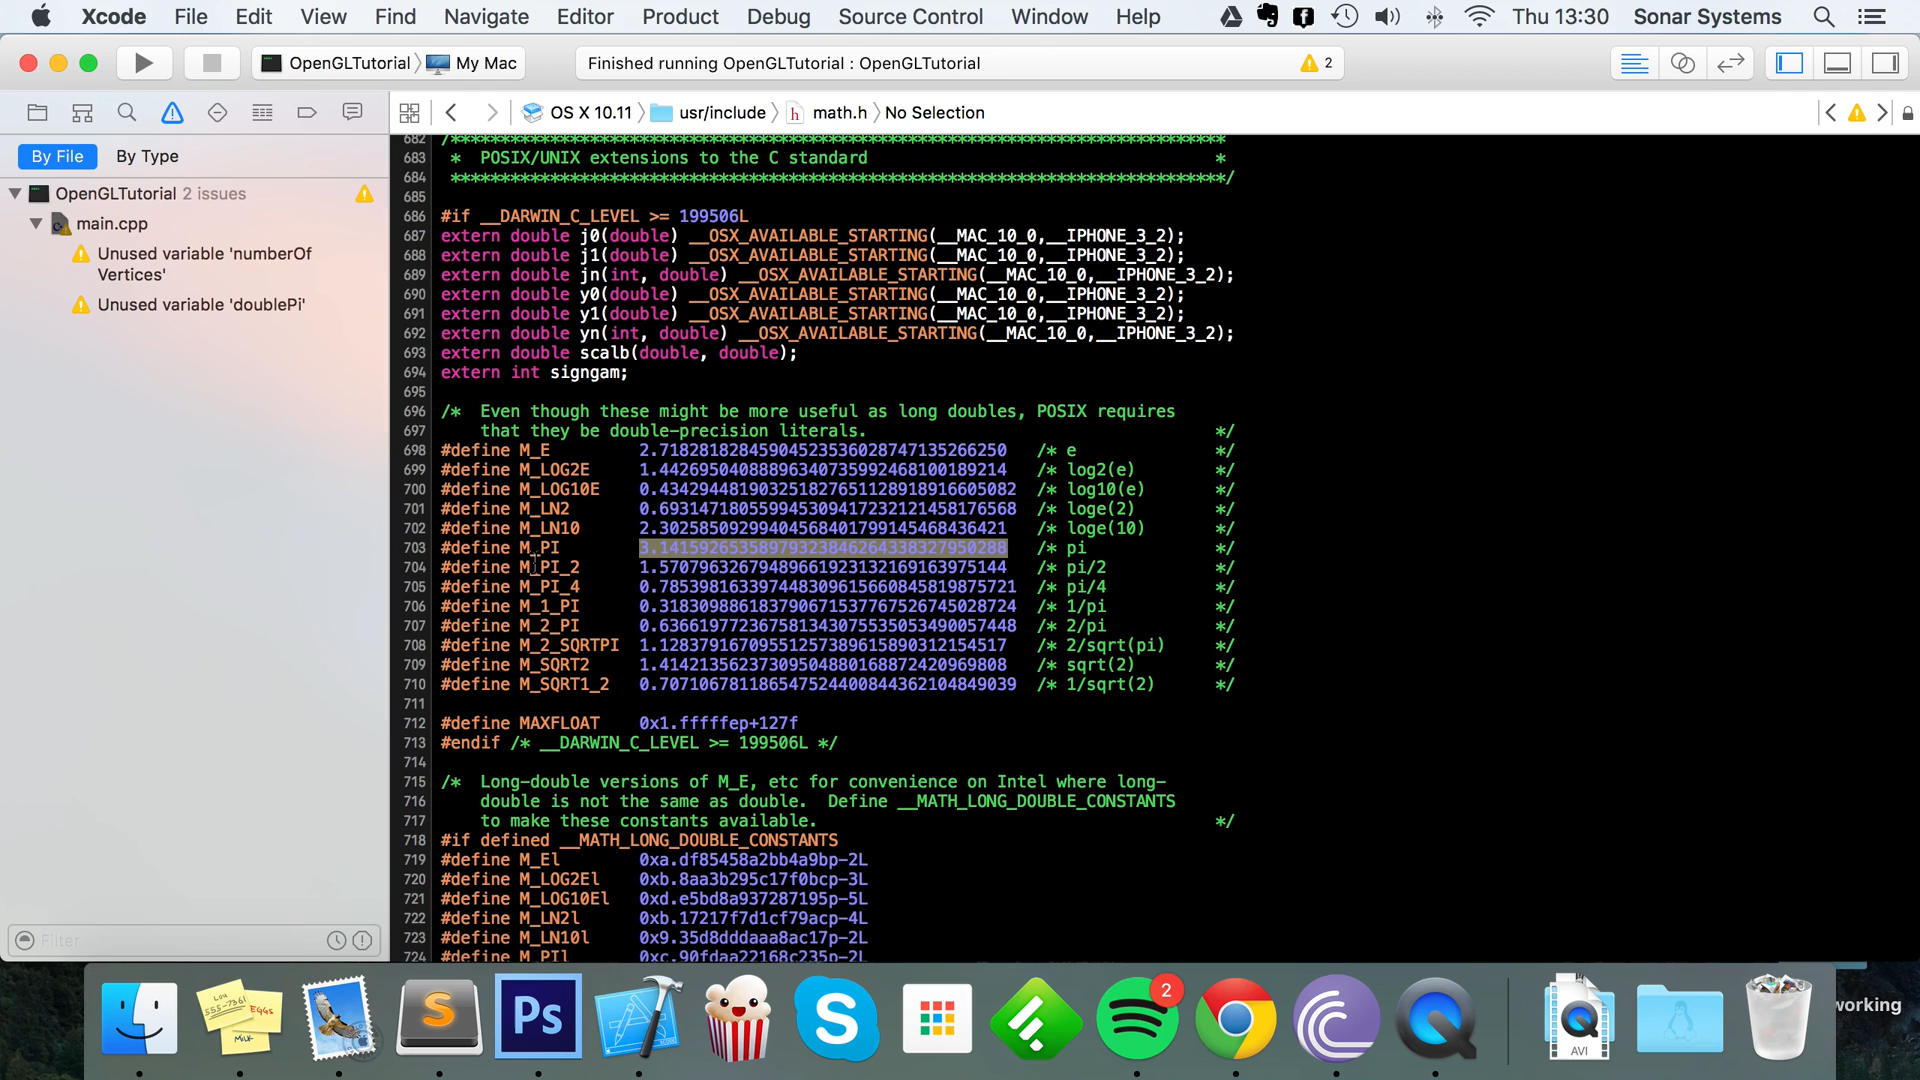 Xcode File Edit View Find Navigate Editor Product Debug Source Control Window Help Thu 13:30 Sonar Systems
OpenGLTutorial My Mac Finished running OpenGLTutorial : OpenGLTutorial 2
OS X 10.11 usr/include h math.h No Selection
By File By Type
OpenGLTutorial 2 issues
main.cpp
Unused variable 'numberOf
Vertices'
Unused variable 'doublePi'
Filter
682 /******************************************************************************
683 * POSIX/UNIX extensions to the C standard *
684 ******************************************************************************/
685
686 #if __DARWIN_C_LEVEL >= 199506L
687 extern double j0(double) __OSX_AVAILABLE_STARTING(__MAC_10_0,__IPHONE_3_2);
688 extern double j1(double) __OSX_AVAILABLE_STARTING(__MAC_10_0,__IPHONE_3_2);
689 extern double jn(int, double) __OSX_AVAILABLE_STARTING(__MAC_10_0,__IPHONE_3_2);
690 extern double y0(double) __OSX_AVAILABLE_STARTING(__MAC_10_0,__IPHONE_3_2);
691 extern double y1(double) __OSX_AVAILABLE_STARTING(__MAC_10_0,__IPHONE_3_2);
692 extern double yn(int, double) __OSX_AVAILABLE_STARTING(__MAC_10_0,__IPHONE_3_2);
693 extern double scalb(double, double);
694 extern int signgam;
695
696 /* Even though these might be more useful as long doubles, POSIX requires
697 that they be double-precision literals. */
698 #define M_E 2.71828182845904523536028747135266250 /* e */
699 #define M_LOG2E 1.44269504088896340735992468100189214 /* log2(e) */
700 #define M_LOG10E 0.434294481903251827651128918916605082 /* log10(e) */
701 #define M_LN2 0.693147180559945309417232121458176568 /* loge(2) */
702 #define M_LN10 2.30258509299404568401799145468436421 /* loge(10) */
703 #define M_PI 3.14159265358979323846264338327950288 /* pi */
704 #define M_PI_2 1.57079632679489661923132169163975144 /* pi/2 */
705 #define M_PI_4 0.785398163397448309615660845819875721 /* pi/4 */
706 #define M_1_PI 0.318309886183790671537767526745028724 /* 1/pi */
707 #define M_2_PI 0.636619772367581343075535053490057448 /* 2/pi */
708 #define M_2_SQRTPI 1.12837916709551257389615890312154517 /* 2/sqrt(pi) */
709 #define M_SQRT2 1.41421356237309504880168872420969808 /* sqrt(2) */
710 #define M_SQRT1_2 0.707106781186547524400844362104849039 /* 1/sqrt(2) */
711
712 #define MAXFLOAT 0x1.fffffep+127f
713 #endif /* __DARWIN_C_LEVEL >= 199506L */
714
715 /* Long-double versions of M_E, etc for convenience on Intel where long-
716 double is not the same as double. Define __MATH_LONG_DOUBLE_CONSTANTS
717 to make these constants available. */
718 #if defined __MATH_LONG_DOUBLE_CONSTANTS
719 #define M_El 0xa.df85458a2bb4a9bp-2L
720 #define M_LOG2El 0xb.8aa3b295c17f0bcp-3L
721 #define M_LOG10El 0xd.e5bd8a937287195p-5L
722 #define M_LN2l 0xb.17217f7d1cf79acp-4L
723 #define M_LN10l 0x9.35d8dddaaa8ac17p-2L
724 #define M_PIl 0xc.90fdaa22168c235p-2L
555-7361
EGGS
MILK
S
Ps
S
2
AVI
working